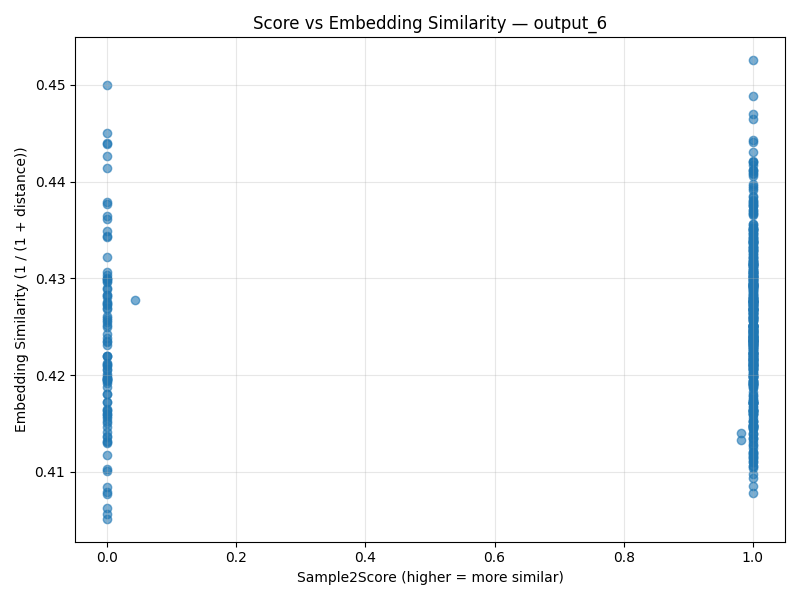 Score vs Embedding Similarity — output_6
Embedding Similarity (1 / (1 + distance))
0.45
0.44
0.43
0.42
0.41
0.0 0.2 0.4 0.6 0.8 1.0
Sample2Score (higher = more similar)